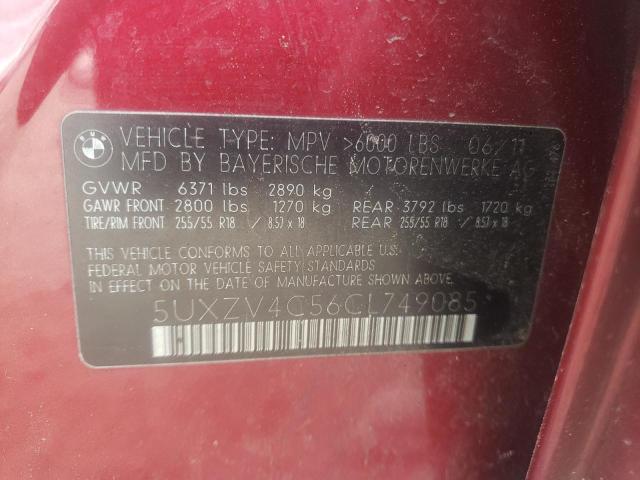 BMW
VEHICLE TYPE: MPV >6000 LBS 06/11
MFD BY BAYERISCHE MOTORENWERKE AG
GVWR 6371 lbs 2890 kg
GAWR FRONT 2800 lbs 1270 kg REAR 3792 lbs 1720 kg
TIRE/RIM FRONT 255/55 R18 / 8.5J x 18 REAR 255/55 R18 / 8.5J x 18
THIS VEHICLE CONFORMS TO ALL APPLICABLE U.S.
FEDERAL MOTOR VEHICLE SAFETY STANDARDS
IN EFFECT ON THE DATE OF MANUFACTURE SHOWN ABOVE.
5UXZV4C56CL749085